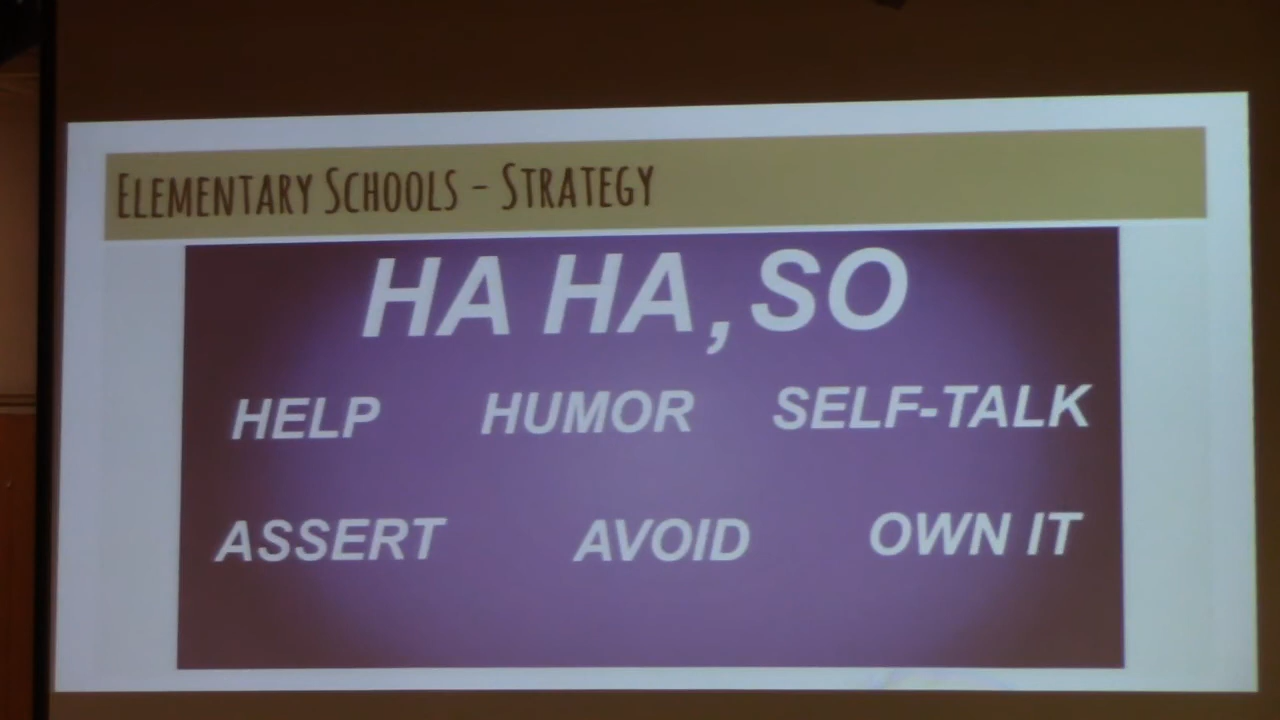 ELEMENTARY SCHOOLS - STRATEGY
HA HA, SO
HELP HUMOR SELF-TALK
ASSERT AVOID OWN IT